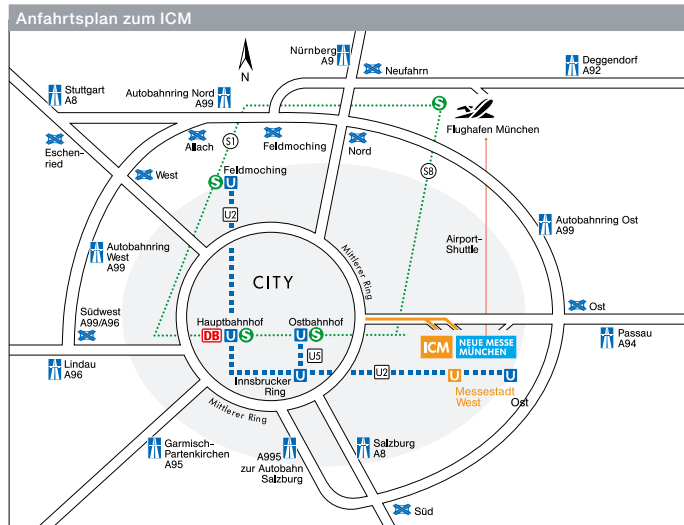 Anfahrtsplan zum ICM
Nürnberg
A9
Neufahrn
Deggendorf
A92
N
Stuttgart
A8
Autobahnring Nord
A99
S
Flughafen München
Eschen-
ried
Allach
Feldmoching
Nord
S1
S8
West
Feldmoching
S U
U2
Autobahnring Ost
A99
Autobahnring
West
A99
Mittlerer Ring
Airport-
Shuttle
CITY
Südwest
A99/A96
Hauptbahnhof
Ostbahnhof
DB U S
U S
Ost
Passau
A94
ICM
NEUE MESSE
MÜNCHEN
U5
Lindau
A96
Innsbrucker
Ring
U
U2
U
U
Messestadt
West
Ost
Mittlerer Ring
Garmisch-
Partenkirchen
A95
A995
zur Autobahn
Salzburg
Salzburg
A8
Süd